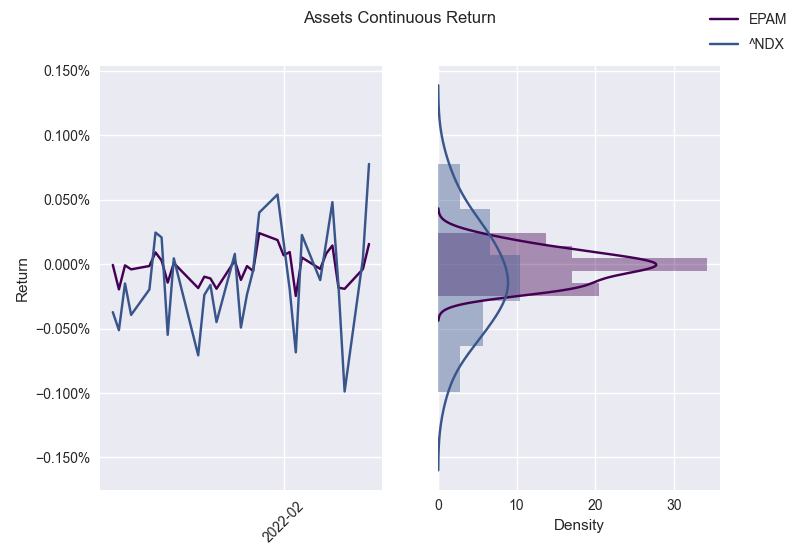 Assets Continuous Return
EPAM
^NDX
Return
0.150%
0.100%
0.050%
0.000%
−0.050%
−0.100%
−0.150%
2022-02
0
10
20
30
Density